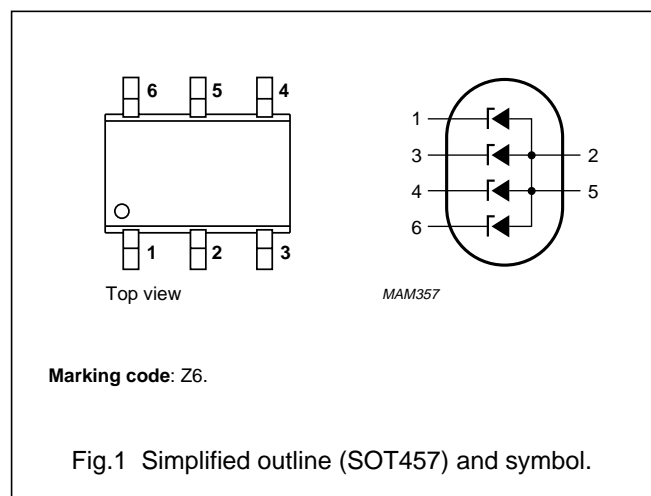 6 5 4
1 2 3
Top view
1
3 2
4 5
6
MAM357
Marking code: Z6.
Fig.1 Simplified outline (SOT457) and symbol.